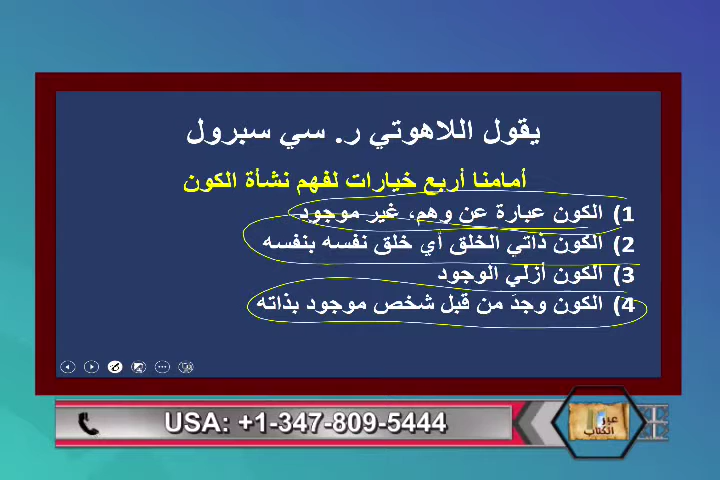 يقول اللاهوتي ر. سي سبرول
أمامنا أربع خيارات لفهم نشأة الكون
1) الكون عبارة عن وهم، غير موجود
2) الكون ذاتي الخلق أي خلق نفسه بنفسه
3) الكون أزلي الوجود
4) الكون وجدَ من قبل شخص موجود بذاته
USA: +1-347-809-5444
عبر
الكتاب